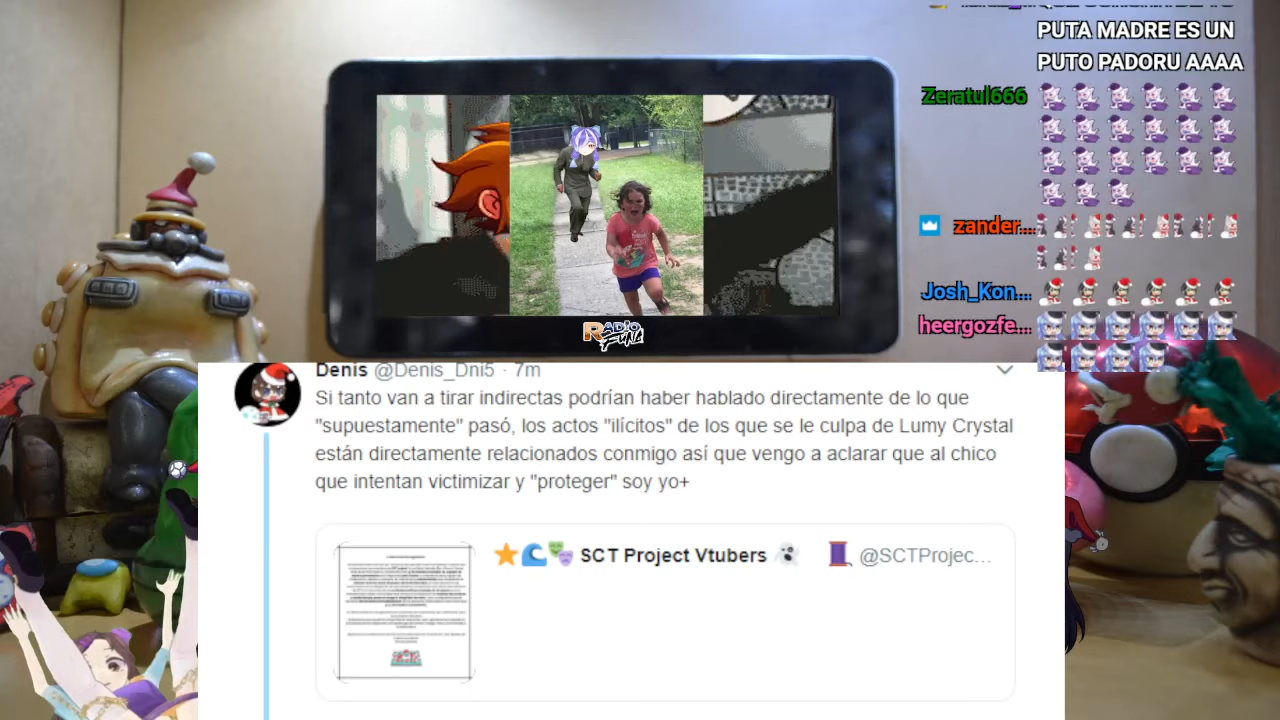 PUTA MADRE ES UN
PUTO PADORU AAAA
Zeratul666
zander...
Josh_Kon...
heergozfe...
RADIO
FUNA
Denis @Denis_Dni5 · 7m
Si tanto van a tirar indirectas podrían haber hablado directamente de lo que
"supuestamente" pasó, los actos "ilícitos" de los que se le culpa de Lumy Crystal
están directamente relacionados conmigo así que vengo a aclarar que al chico
que intentan victimizar y "proteger" soy yo+
SCT Project Vtubers @SCTProjec...